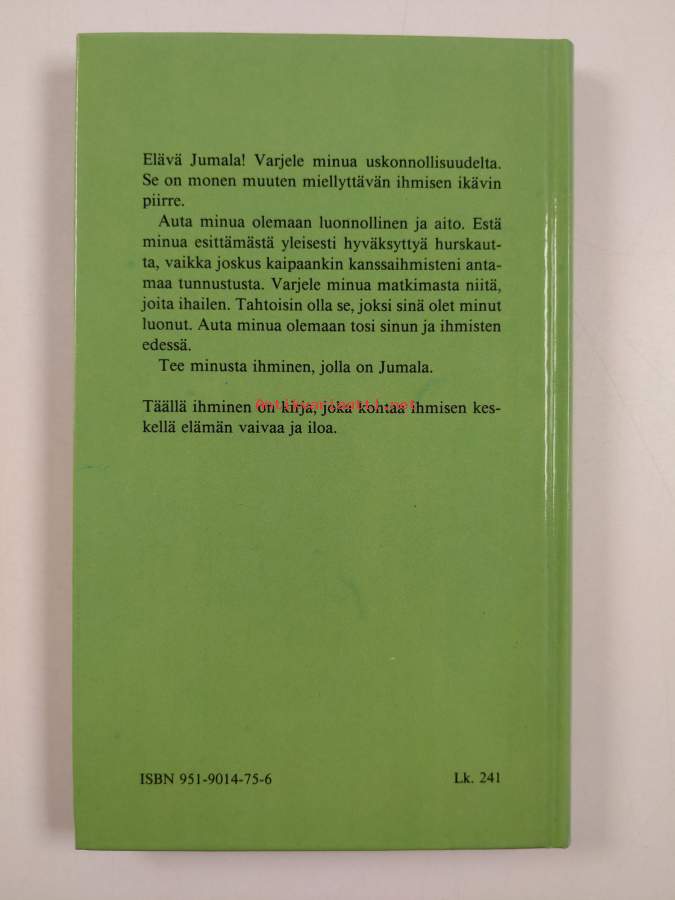 Elävä Jumala! Varjele minua uskonnollisuudelta.
Se on monen muuten miellyttävän ihmisen ikävin
piirre.
Auta minua olemaan luonnollinen ja aito. Estä
minua esittämästä yleisesti hyväksyttyä hurskaut-
ta, vaikka joskus kaipaankin kanssaihmisteni anta-
maa tunnustusta. Varjele minua matkimasta niitä,
joita ihailen. Tahtoisin olla se, joksi sinä olet minut
luonut. Auta minua olemaan tosi sinun ja ihmisten
edessä.
Tee minusta ihminen, jolla on Jumala.
Antikvariaatti.net
Täällä ihminen on kirja, joka kohtaa ihmisen kes-
kellä elämän vaivaa ja iloa.
ISBN 951-9014-75-6 Lk. 241